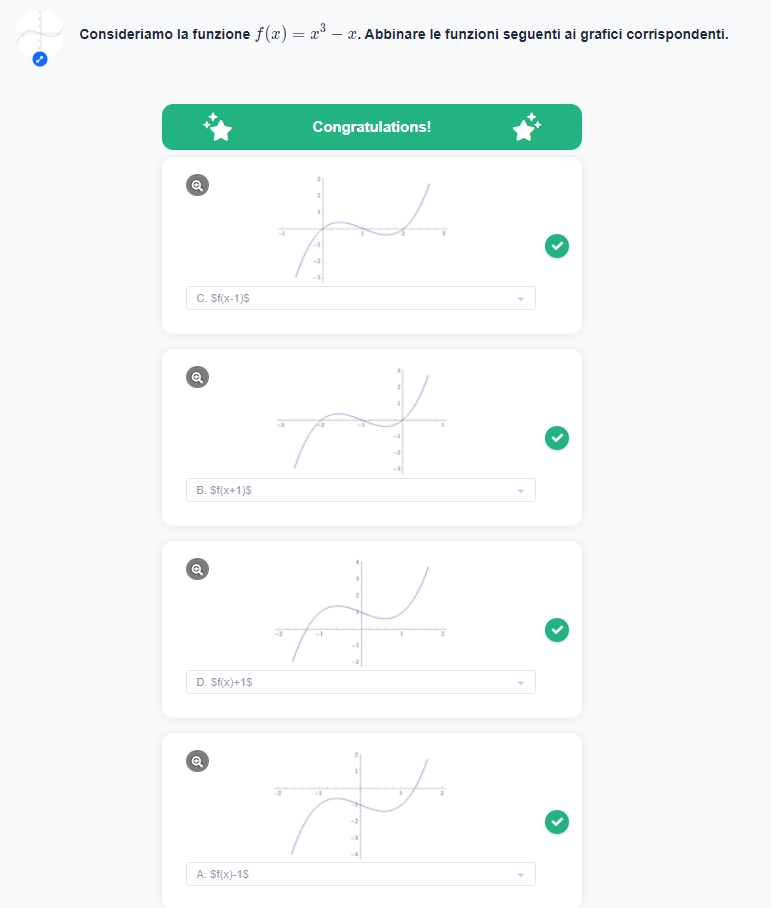 Consideriamo la funzione f(x) = x³ − x. Abbinare le funzioni seguenti ai grafici corrispondenti.
Congratulations!
3
2
1
-1 1 2 3
-1
-2
-3
C. $f(x-1)$
3
2
1
-3 -2 -1 1
-1
-2
-3
B. $f(x+1)$
4
3
2
1
-2 -1 1 2
-1
-2
D. $f(x)+1$
2
1
-2 -1 1 2
-1
-2
-3
-4
A. $f(x)-1$